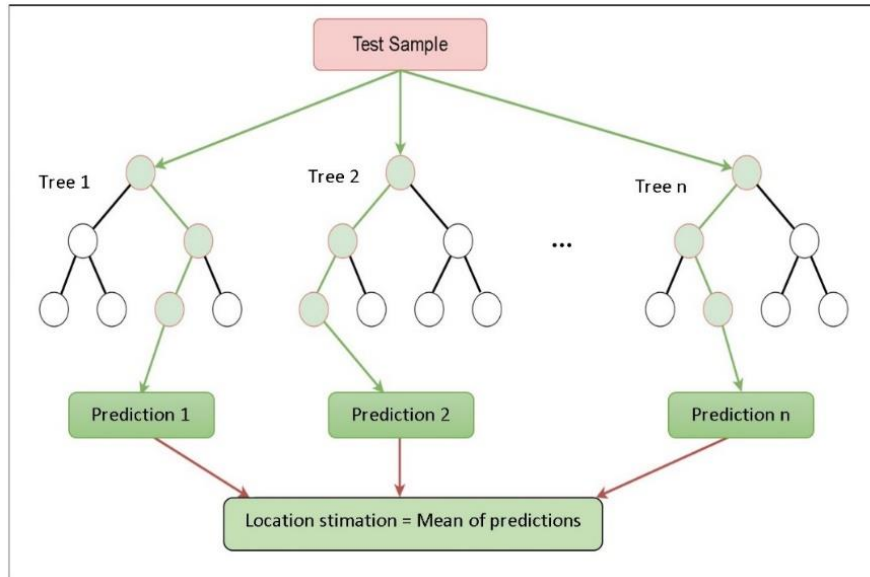 Test Sample
Tree 1
Tree 2
Tree n
...
Prediction 1
Prediction 2
Prediction n
Location stimation = Mean of predictions